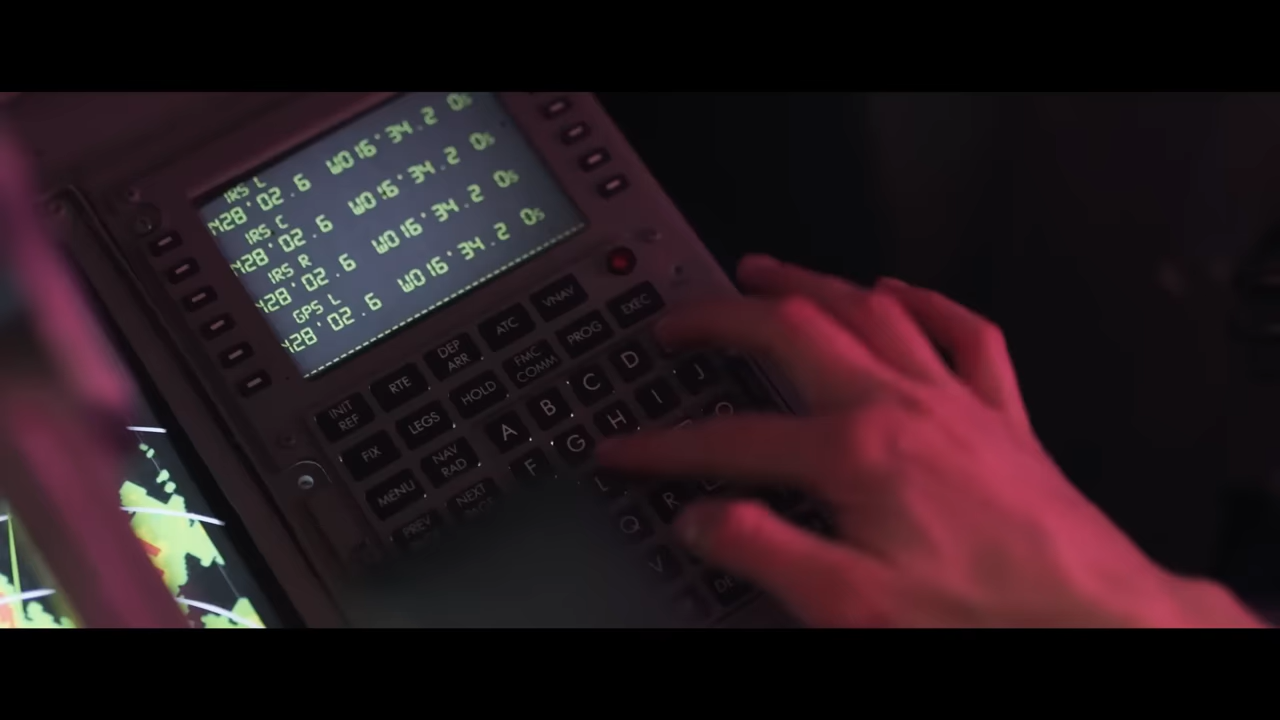 IRS L
N28°02.6 W016°34.2 0s
IRS C
N28°02.6 W016°34.2 0s
IRS R
N28°02.6 W016°34.2 0s
GPS L
N28°02.6 W016°34.2 0s
INIT REF
RTE
DEP ARR
ATC
VNAV
FIX
LEGS
HOLD
FMC COMM
PROG
EXEC
MENU
NAV RAD
PREV
NEXT
A B C D
F G H I J
L O
Q R
V